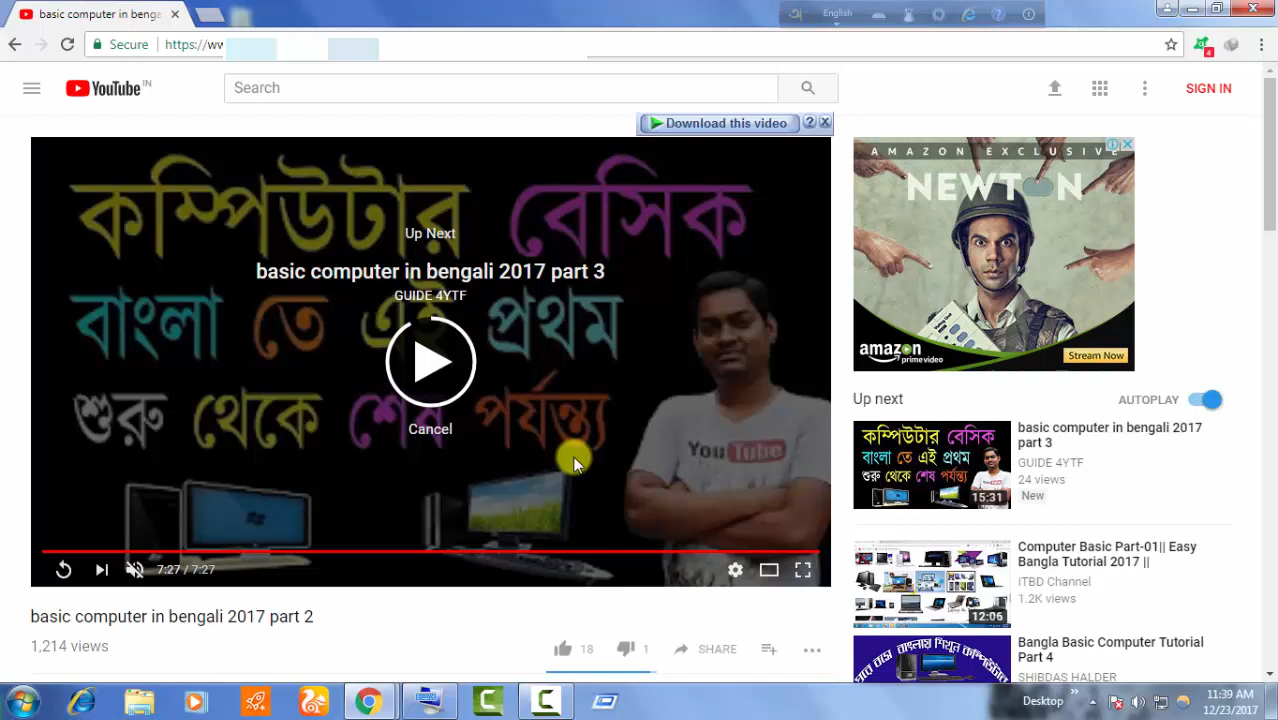 basic computer in beng
English
Secure
https://ww
YouTube IN
Search
SIGN IN
Download this video
কম্পিউটার বেসিক
বাংলা তে এই প্রথম
শুরু থেকে শেষ পর্যন্ত্য
Up Next
basic computer in bengali 2017 part 3
GUIDE 4YTF
Cancel
YouTube
7:27 / 7:27
basic computer in bengali 2017 part 2
1,214 views
18
1
SHARE
AMAZON EXCLUSIVE
NEWTON
amazon
prime video
Stream Now
Up next
AUTOPLAY
কম্পিউটার বেসিক
বাংলা তে এই প্রথম
শুরু থেকে শেষ পর্যন্ত্য
15:31
basic computer in bengali 2017
part 3
GUIDE 4YTF
24 views
New
12:06
Computer Basic Part-01|| Easy
Bangla Tutorial 2017 ||
ITBD Channel
1.2K views
Bangla Basic Computer Tutorial
Part 4
SHIBDAS HALDER
Desktop
11:39 AM
12/23/2017